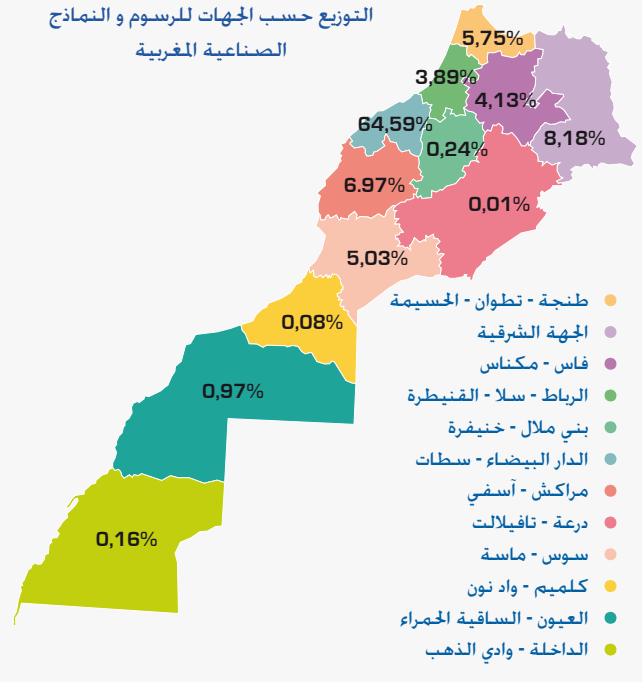 التوزيع حسب الجهات للرسوم و النماذج
الصناعية المغربية
5,75%
3,89%
4,13%
64,59%
0,24%
8,18%
6.97%
0,01%
5,03%
0,08%
0,97%
0,16%
طنجة - تطوان - الحسيمة
الجهة الشرقية
فاس - مكناس
الرباط - سلا - القنيطرة
بني ملال - خنيفرة
الدار البيضاء - سطات
مراكش - آسفي
درعة - تافيلالت
سوس - ماسة
كلميم - واد نون
العيون - الساقية الحمراء
الداخلة - وادي الذهب